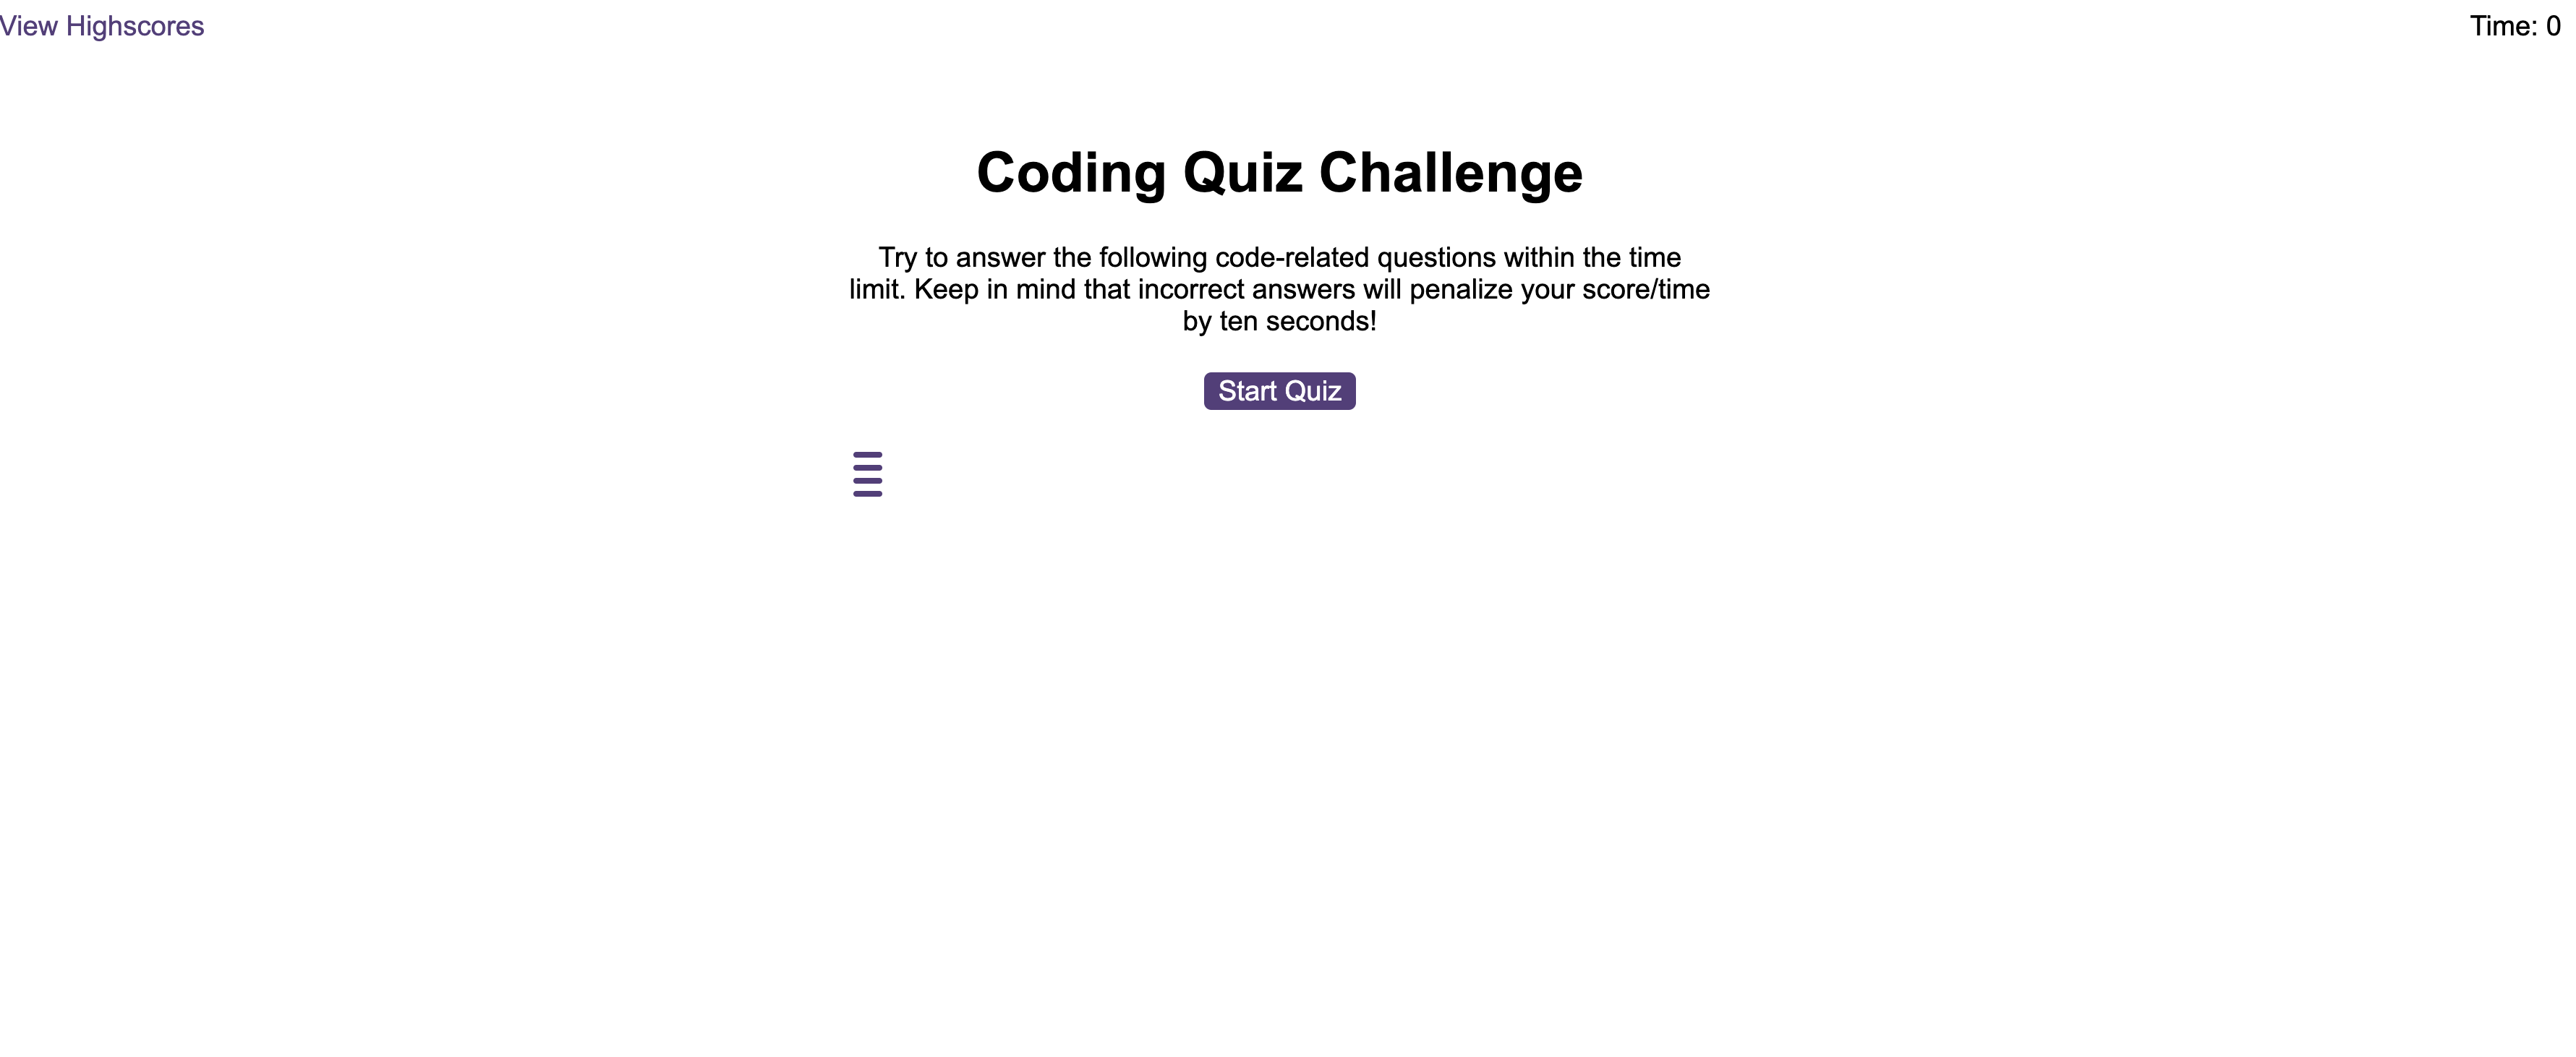 View Highscores
Time: 0
Coding Quiz Challenge
Try to answer the following code-related questions within the time
limit. Keep in mind that incorrect answers will penalize your score/time
by ten seconds!
Start Quiz